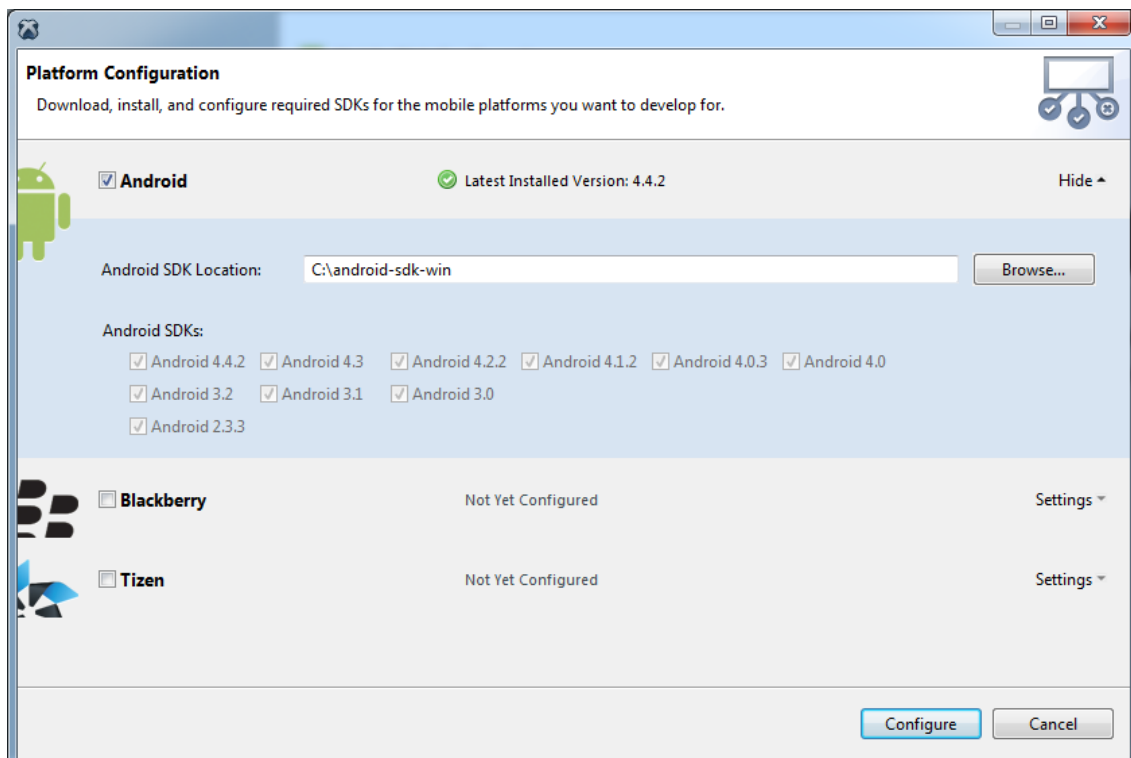 Platform Configuration
Download, install, and configure required SDKs for the mobile platforms you want to develop for.
Android Latest Installed Version: 4.4.2 Hide
Android SDK Location: C:\android-sdk-win Browse...
Android SDKs:
Android 4.4.2 Android 4.3 Android 4.2.2 Android 4.1.2 Android 4.0.3 Android 4.0
Android 3.2 Android 3.1 Android 3.0
Android 2.3.3
Blackberry Not Yet Configured Settings
Tizen Not Yet Configured Settings
Configure Cancel